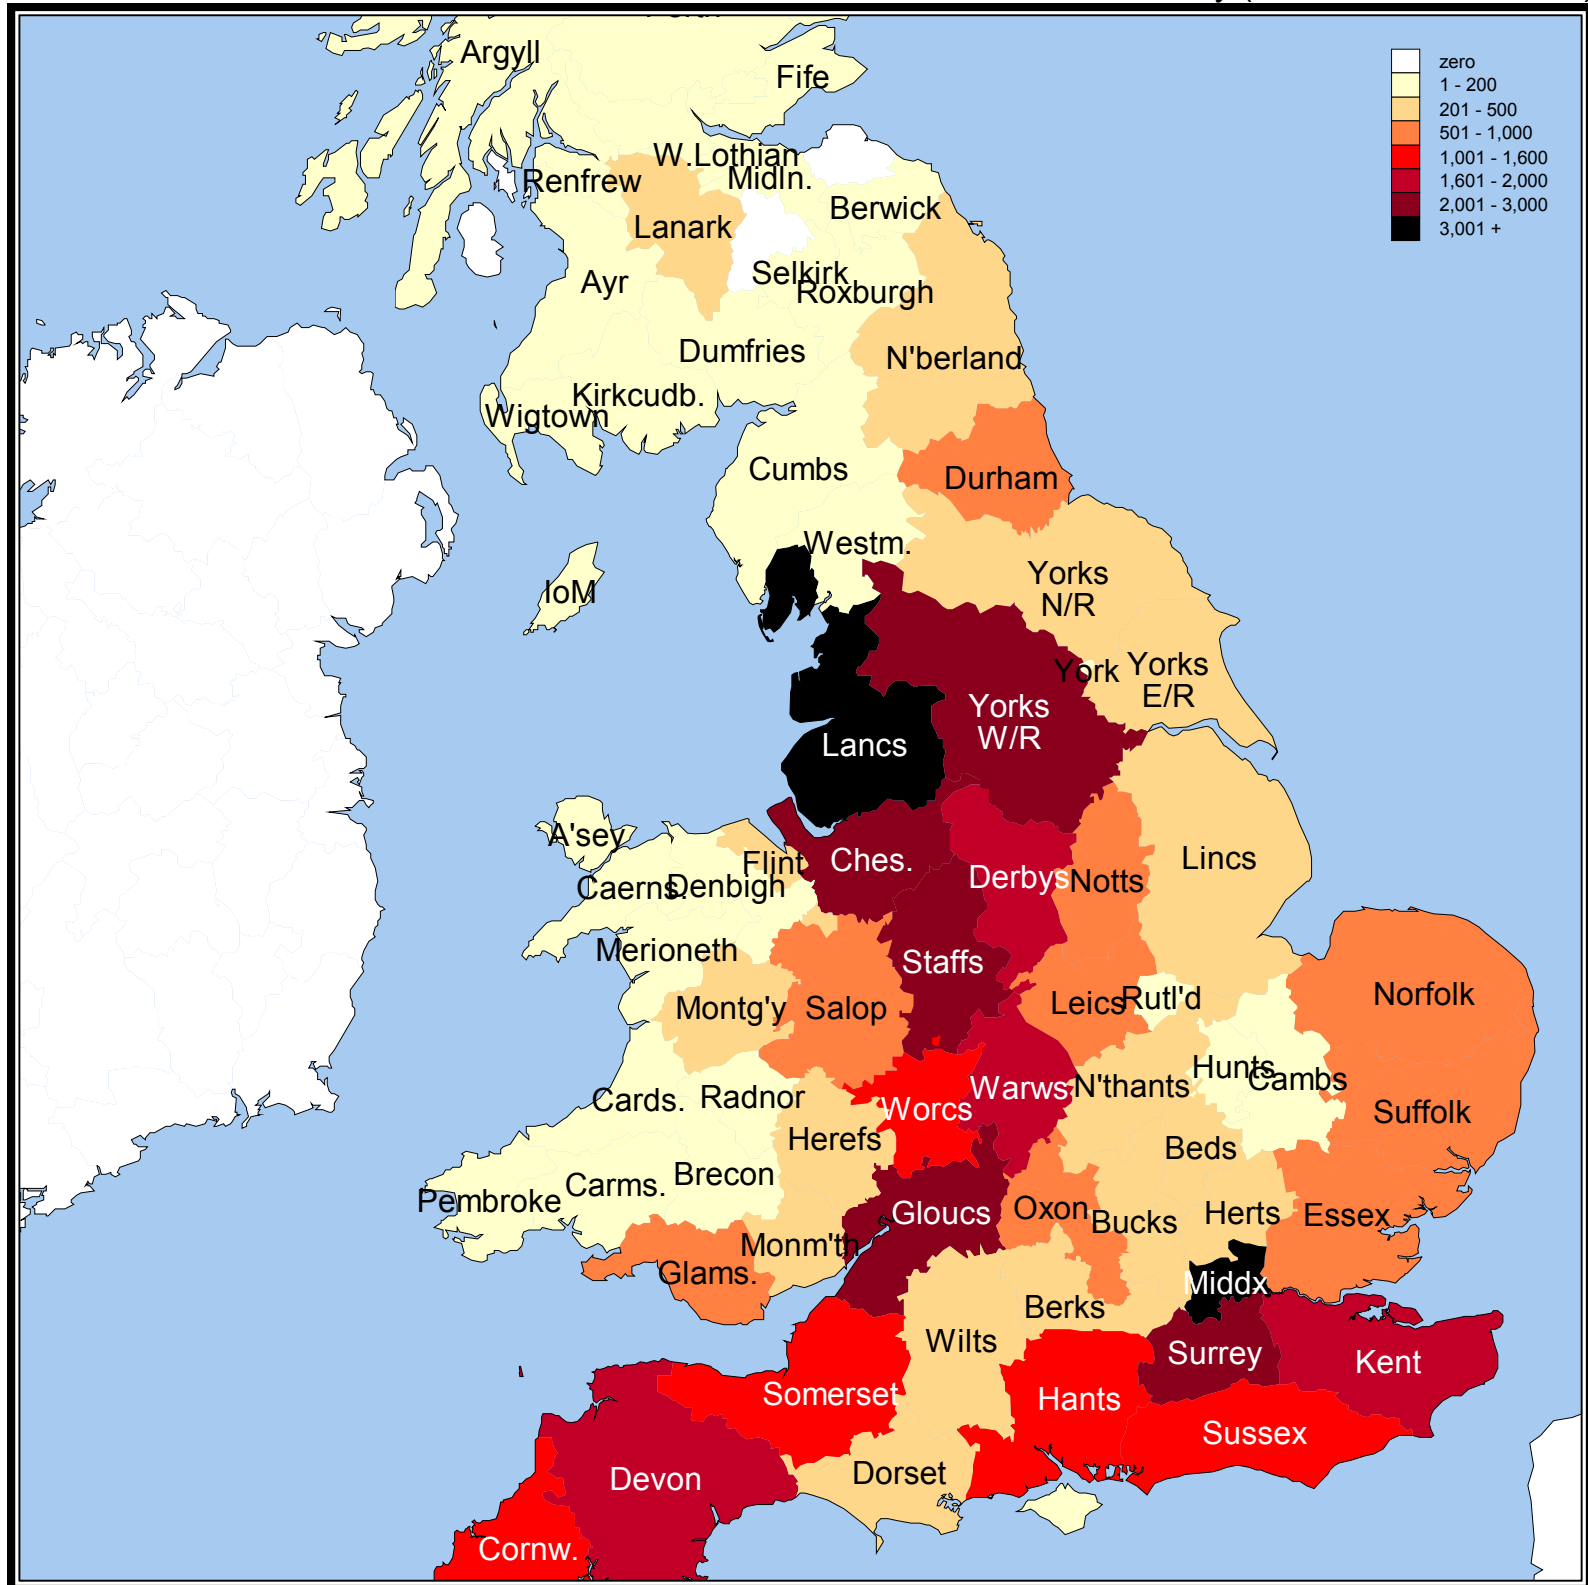 Argyll
Fife
zero
1 - 200
201 - 500
501 - 1,000
1,001 - 1,600
1,601 - 2,000
2,001 - 3,000
3,001 +
W.Lothian
Renfrew
Midln.
Berwick
Lanark
Selkirk
Ayr
Roxburgh
Dumfries
N'berland
Kirkcudb.
Wigtown
Cumbs
Durham
Westm.
IoM
Yorks
N/R
York
Yorks
E/R
Yorks
W/R
Lancs
A'sey
Flint
Ches.
Lincs
Caerns.
Denbigh
Derbys
Notts
Merioneth
Staffs
Montg'y
Salop
Leics
Rutl'd
Norfolk
Hunts
Cambs
Cards.
Radnor
Worcs
Warws
N'thants
Suffolk
Herefs
Beds
Pembroke
Carms.
Brecon
Gloucs
Oxon
Bucks
Herts
Essex
Monm'th
Glams.
Middx
Berks
Wilts
Surrey
Kent
Somerset
Hants
Sussex
Devon
Dorset
Cornw.